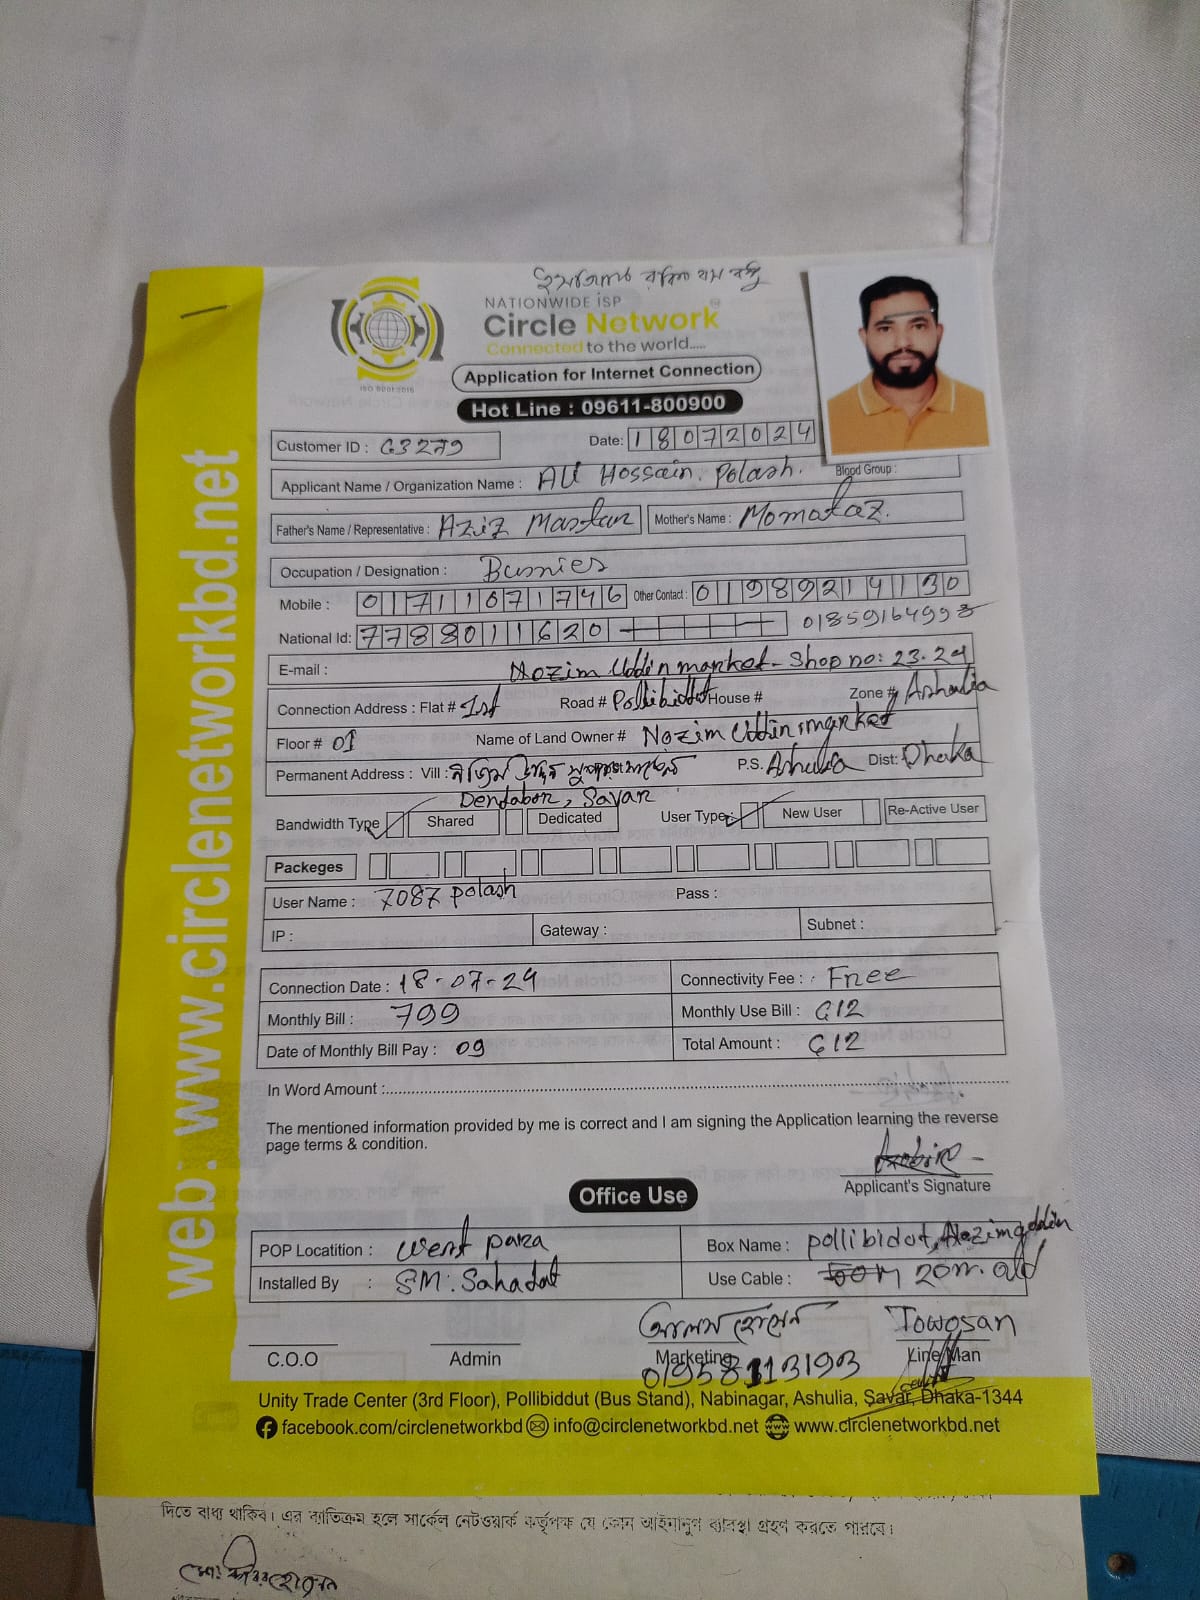 NATIONWIDE iSP
Circle Network
Connected to the world.....
ISO 9001:2015
Application for Internet Connection
Hot Line : 09611-800900
Customer ID : G3279 Date: 18072024
Applicant Name / Organization Name : Ali Hossain. Polash. Blood Group :
Father's Name / Representative : Aziz Mastan Mother's Name : Momotaz.
Occupation / Designation : Busnies
Mobile : 01711071746 Other Contact : 01989214130
National Id: 7788011620 01859164998
E-mail : Nozim Uddin market - Shop no: 23.24
Connection Address : Flat # 1st Road # Pollibiddut House # Zone # Ashulia
Floor # 01 Name of Land Owner # Nozim Uddin market
Permanent Address : Vill : P.S. Ashulia Dist: Dhaka
Dendabor, Savar
Bandwidth Type Shared Dedicated User Type: New User Re-Active User
Packeges
User Name : 7087 polash Pass :
IP : Gateway : Subnet :
Connection Date : 18-07-24 Connectivity Fee : Free
Monthly Bill : 799 Monthly Use Bill : 612
Date of Monthly Bill Pay : 09 Total Amount : 612
In Word Amount :
The mentioned information provided by me is correct and I am signing the Application learning the reverse
page terms & condition.
Applicant's Signature
Office Use
POP Locatition : West para Box Name : pollibidut, Nazimuddin
Installed By : SM. Sahadat Use Cable : 20m. old
আলম হোসেন Towosan
C.O.O Admin Marketing Line Man
01958113193
Unity Trade Center (3rd Floor), Pollibiddut (Bus Stand), Nabinagar, Ashulia, Savar, Dhaka-1344
facebook.com/circlenetworkbd info@circlenetworkbd.net www.circlenetworkbd.net
web: www.circlenetworkbd.net
দিতে বাধ্য থাকিব। এর ব্যতিক্রম হলে সার্কেল নেটওয়ার্ক কর্তৃপক্ষ যে কোন আইনানুগ ব্যবস্থা গ্রহণ করতে পারবে।